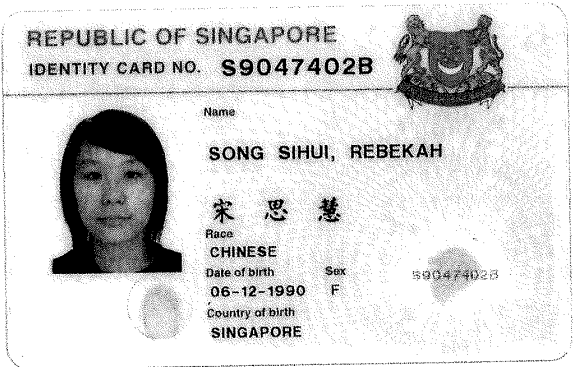 REPUBLIC OF SINGAPORE
IDENTITY CARD NO. S9047402B
Name
SONG SIHUI, REBEKAH
宋思慧
Race
CHINESE
Date of birth Sex
06-12-1990 F
S9047402B
Country of birth
SINGAPORE